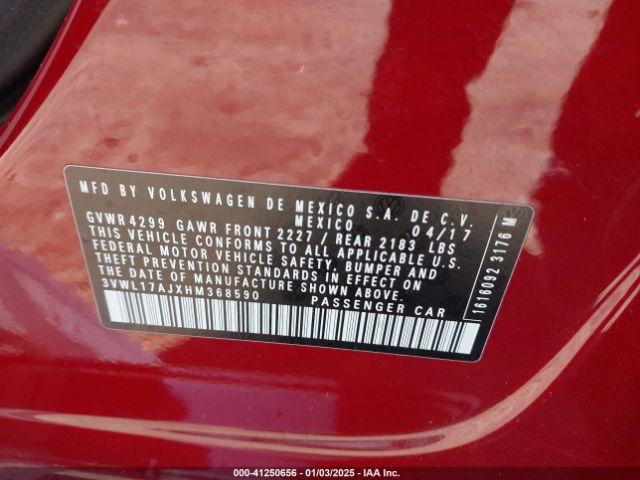 MFD BY VOLKSWAGEN DE MEXICO S.A. DE C.V.
MEXICO 04/17
GVWR 4299 GAWR FRONT 2227 / REAR 2183 LBS
THIS VEHICLE CONFORMS TO ALL APPLICABLE U.S.
FEDERAL MOTOR VEHICLE SAFETY, BUMPER AND
THEFT PREVENTION STANDARDS IN EFFECT ON
THE DATE OF MANUFACTURE SHOWN ABOVE.
3VWL17AJXHM368590 PASSENGER CAR
1616092 3176 M
000-41250656 - 01/03/2025 - IAA Inc.